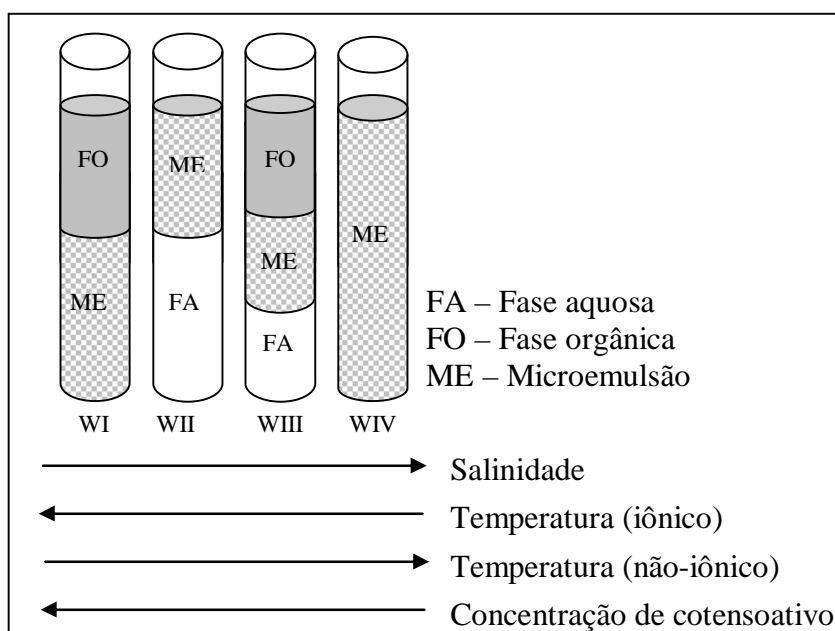 FO
ME
FO
ME
ME
ME
FA
FA
FA – Fase aquosa
FO – Fase orgânica
ME – Microemulsão
WI WII WIII WIV
Salinidade
Temperatura (iônico)
Temperatura (não-iônico)
Concentração de cotensoativo